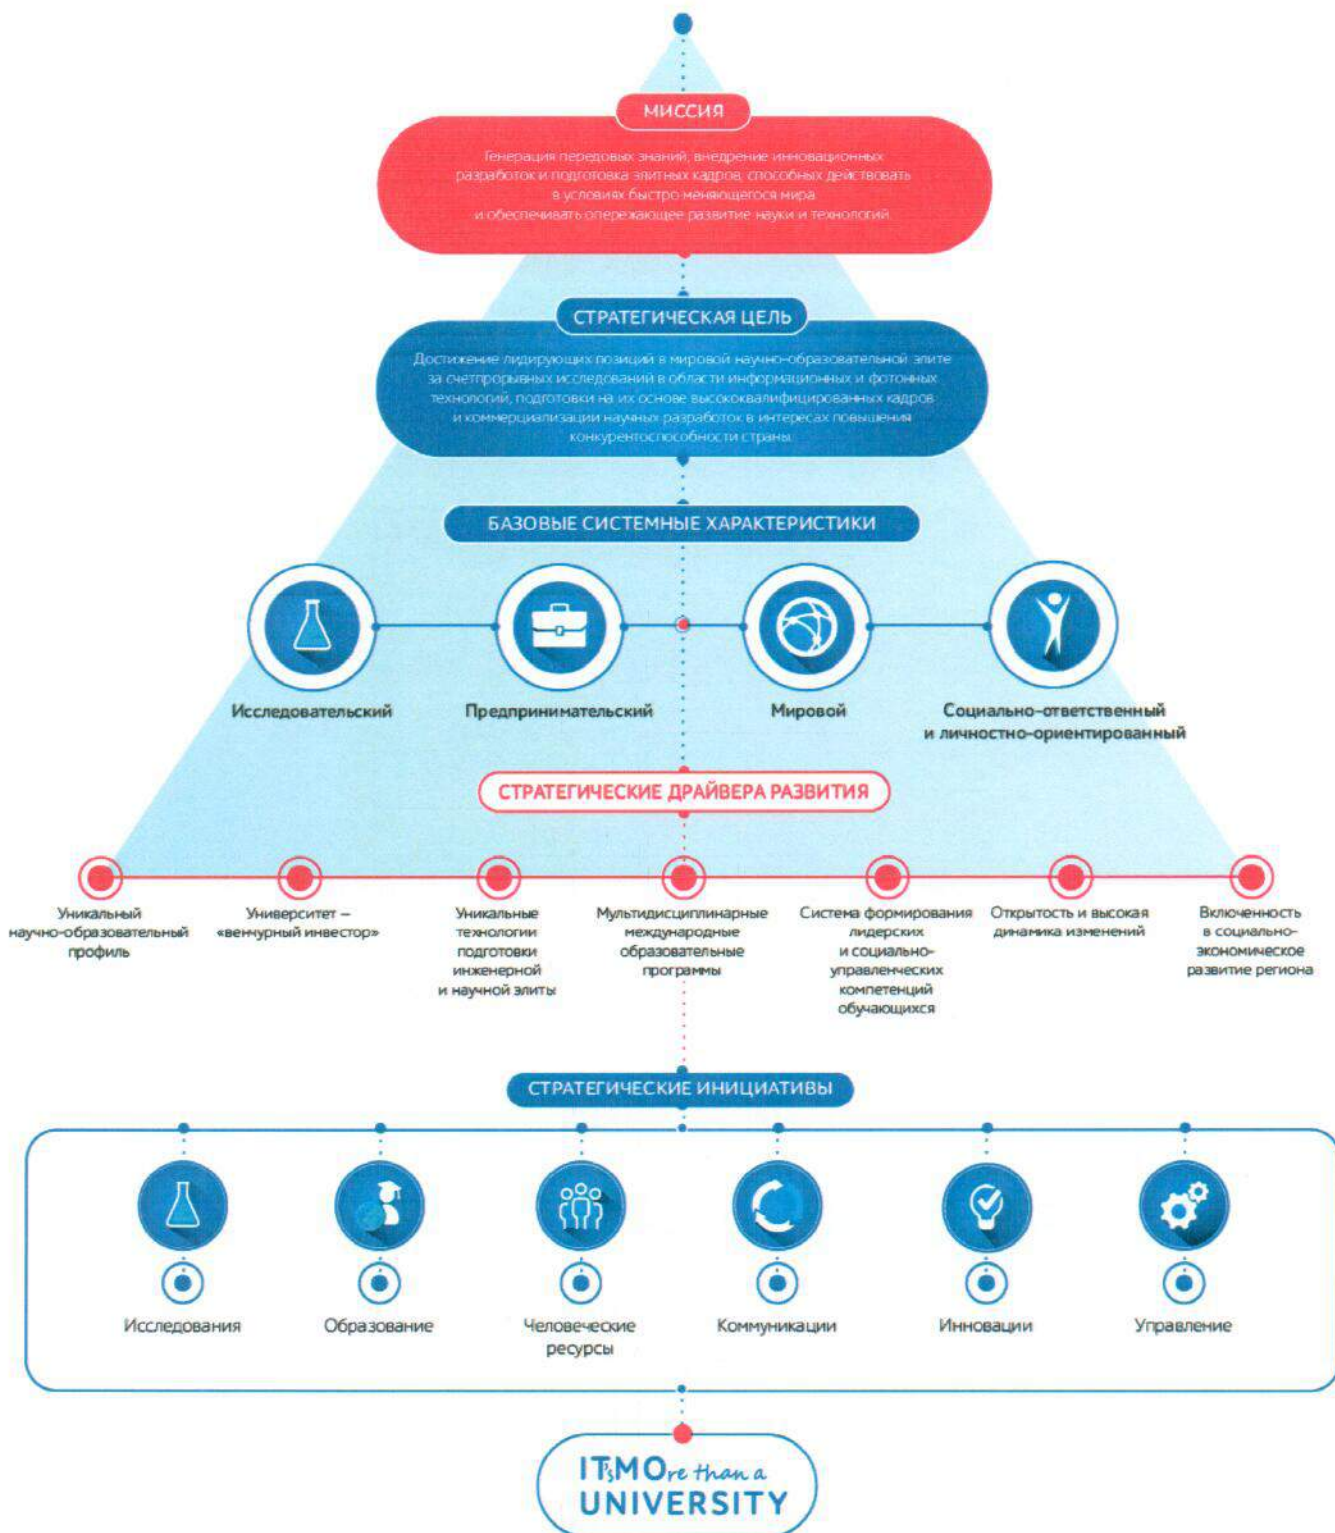 МИССИЯ
Генерация передовых знаний, внедрение инновационных
разработок и подготовка элитных кадров, способных действовать
в условиях быстро меняющегося мира
и обеспечивать опережающее развитие науки и технологий.
СТРАТЕГИЧЕСКАЯ ЦЕЛЬ
Достижение лидирующих позиций в мировой научно-образовательной элите
за счетпрорывных исследований в области информационных и фотонных
технологий, подготовки на их основе высококвалифицированных кадров
и коммерциализации научных разработок в интересах повышения
конкурентоспособности страны.
БАЗОВЫЕ СИСТЕМНЫЕ ХАРАКТЕРИСТИКИ
Исследовательский
Предпринимательский
Мировой
Социально-ответственный
и личностно-ориентированный
СТРАТЕГИЧЕСКИЕ ДРАЙВЕРА РАЗВИТИЯ
Уникальный
научно-образовательный
профиль
Университет –
«венчурный инвестор»
Уникальные
технологии
подготовки
инженерной
и научной элиты
Мультидисциплинарные
международные
образовательные
программы
Система формирования
лидерских
и социально-
управленческих
компетенций
обучающихся
Открытость и высокая
динамика изменений
Включенность
в социально-
экономическое
развитие региона
СТРАТЕГИЧЕСКИЕ ИНИЦИАТИВЫ
Исследования
Образование
Человеческие
ресурсы
Коммуникации
Инновации
Управление
IT'sMOre than a
UNIVERSITY